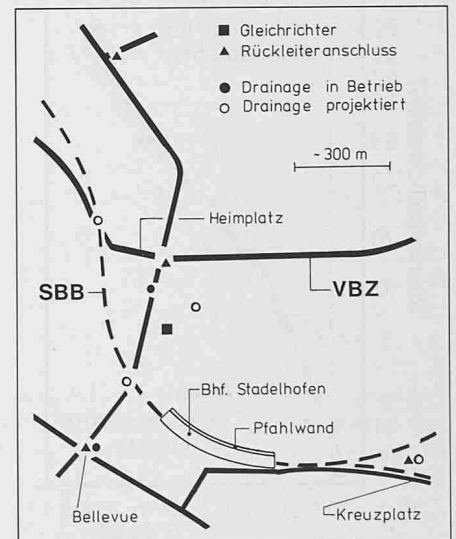 Gleichrichter
Rückleiteranschluss
Drainage in Betrieb
Drainage projektiert
~300 m
Heimplatz
SBB
VBZ
Bhf. Stadelhofen
Pfahlwand
Bellevue
Kreuzplatz